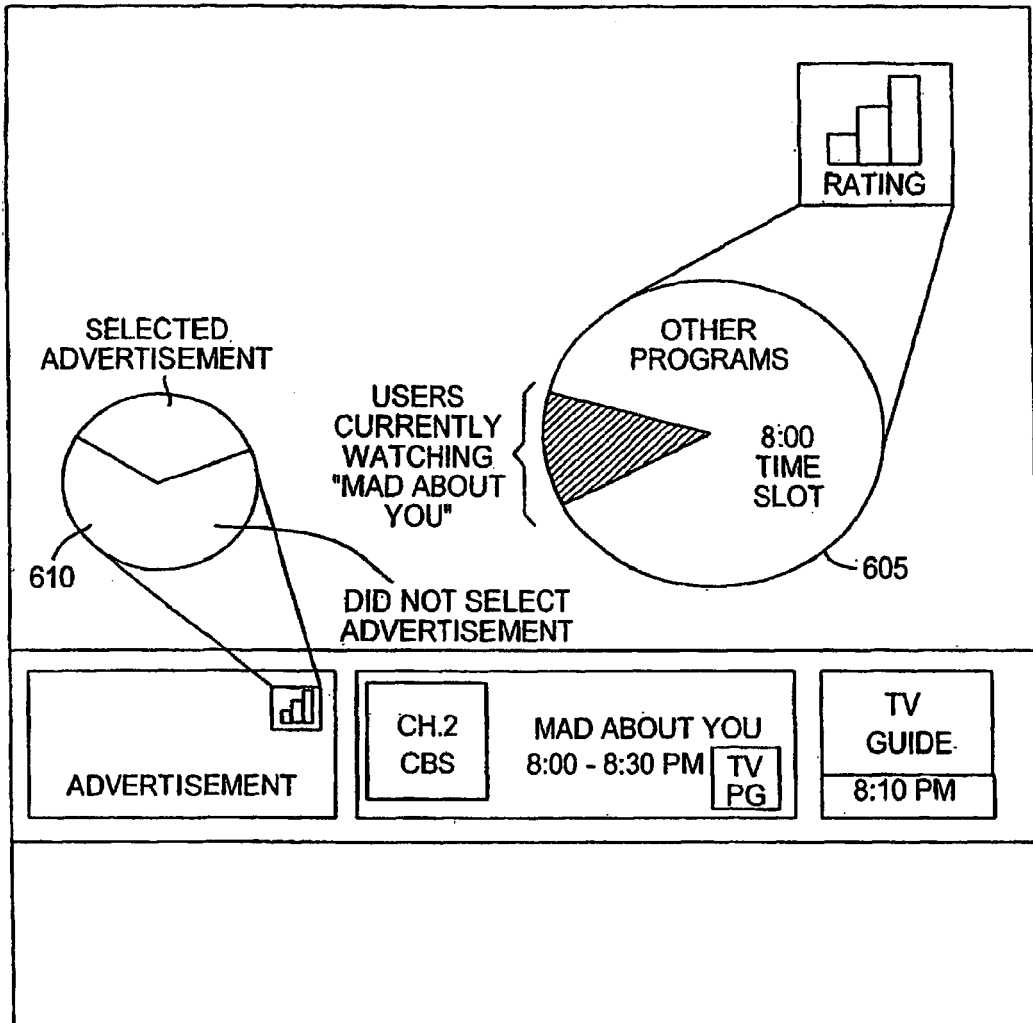 RATING
SELECTED
ADVERTISEMENT
OTHER
PROGRAMS
USERS
CURRENTLY
WATCHING
"MAD ABOUT
YOU"
8:00
TIME
SLOT
610
605
DID NOT SELECT
ADVERTISEMENT
ADVERTISEMENT
CH.2
CBS
MAD ABOUT YOU
8:00 - 8:30 PM
TV
PG
TV
GUIDE
8:10 PM